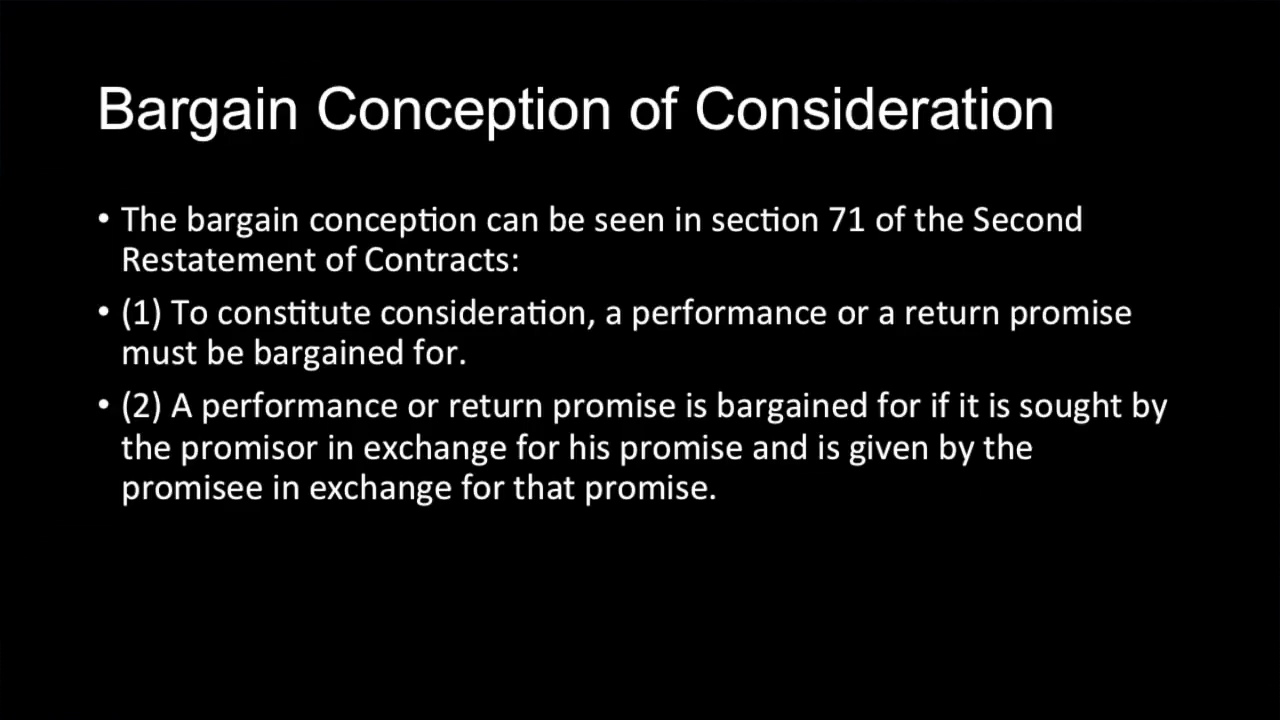 Bargain Conception of Consideration
• The bargain conception can be seen in section 71 of the Second
Restatement of Contracts:
• (1) To constitute consideration, a performance or a return promise
must be bargained for.
• (2) A performance or return promise is bargained for if it is sought by
the promisor in exchange for his promise and is given by the
promisee in exchange for that promise.